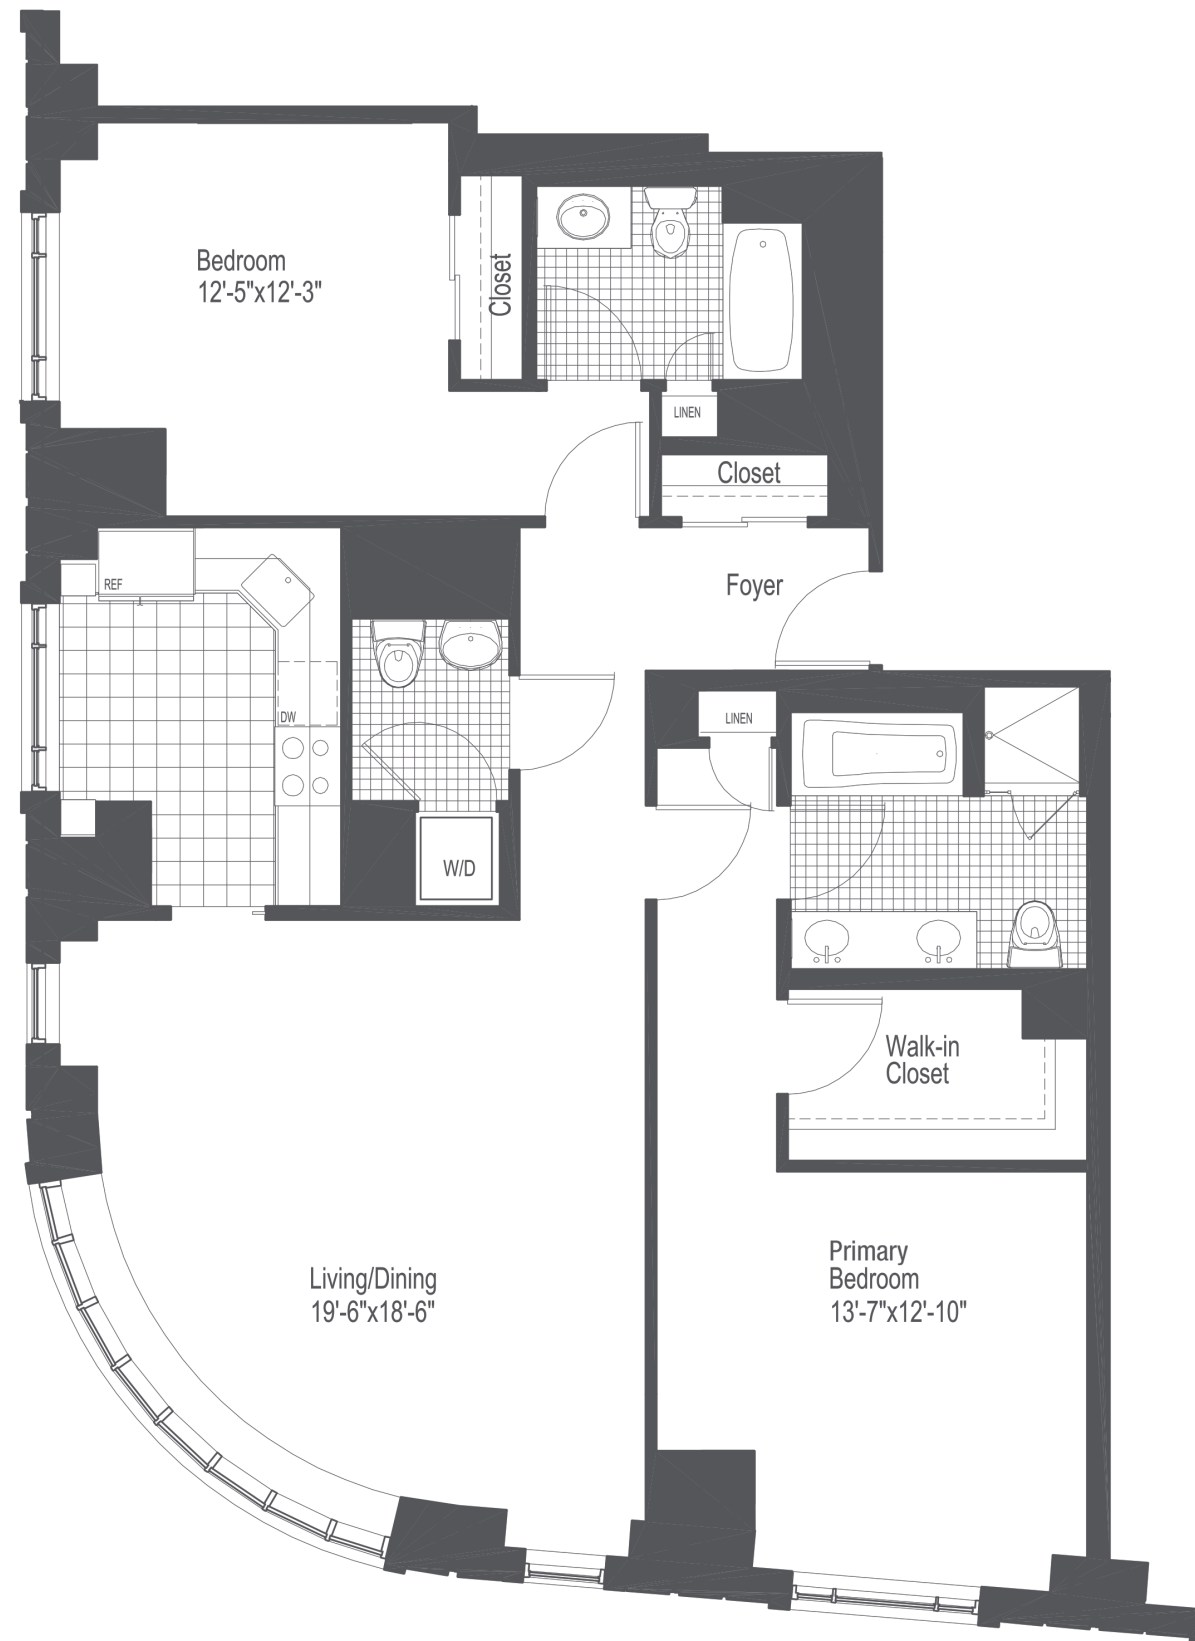 Bedroom
12'-5"x12'-3"
Closet
LINEN
Closet
Foyer
REF
DW
W/D
LINEN
Walk-in
Closet
Primary
Bedroom
13'-7"x12'-10"
Living/Dining
19'-6"x18'-6"